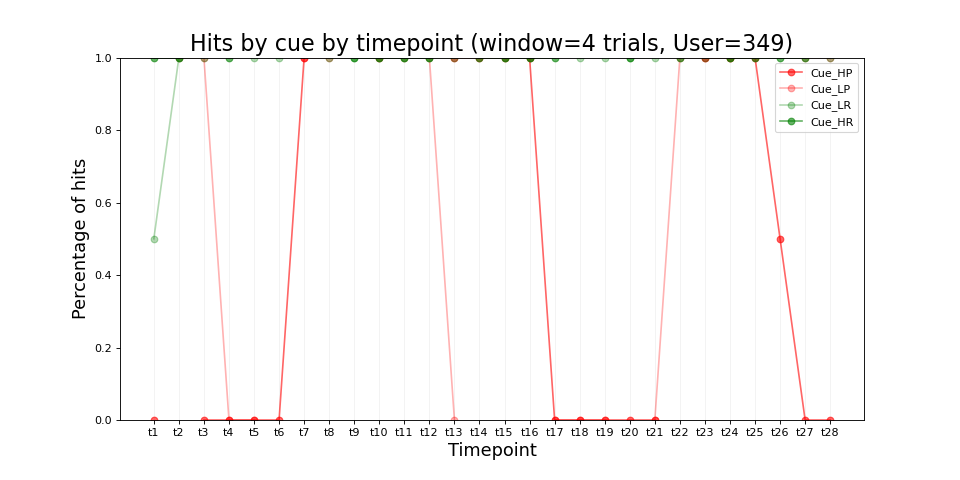 Hits by cue by timepoint (window=4 trials, User=349)
Percentage of hits
1.0
0.8
0.6
0.4
0.2
0.0
Cue_HP
Cue_LP
Cue_LR
Cue_HR
t1 t2 t3 t4 t5 t6 t7 t8 t9 t10 t11 t12 t13 t14 t15 t16 t17 t18 t19 t20 t21 t22 t23 t24 t25 t26 t27 t28
Timepoint